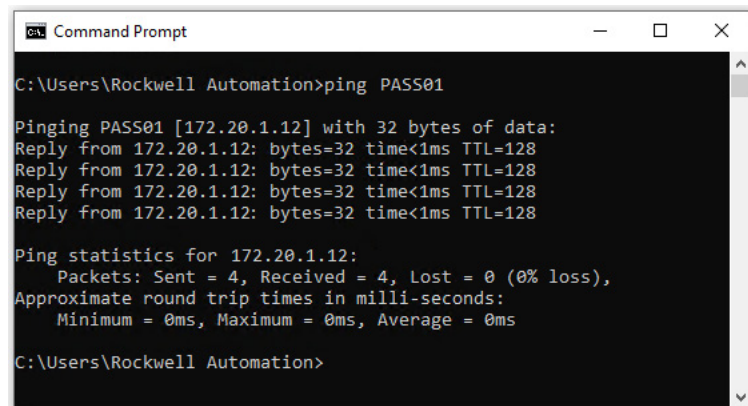 Command Prompt
C:\Users\Rockwell Automation>ping PASS01
Pinging PASS01 [172.20.1.12] with 32 bytes of data:
Reply from 172.20.1.12: bytes=32 time<1ms TTL=128
Reply from 172.20.1.12: bytes=32 time<1ms TTL=128
Reply from 172.20.1.12: bytes=32 time<1ms TTL=128
Reply from 172.20.1.12: bytes=32 time<1ms TTL=128
Ping statistics for 172.20.1.12:
    Packets: Sent = 4, Received = 4, Lost = 0 (0% loss),
Approximate round trip times in milli-seconds:
    Minimum = 0ms, Maximum = 0ms, Average = 0ms
C:\Users\Rockwell Automation>